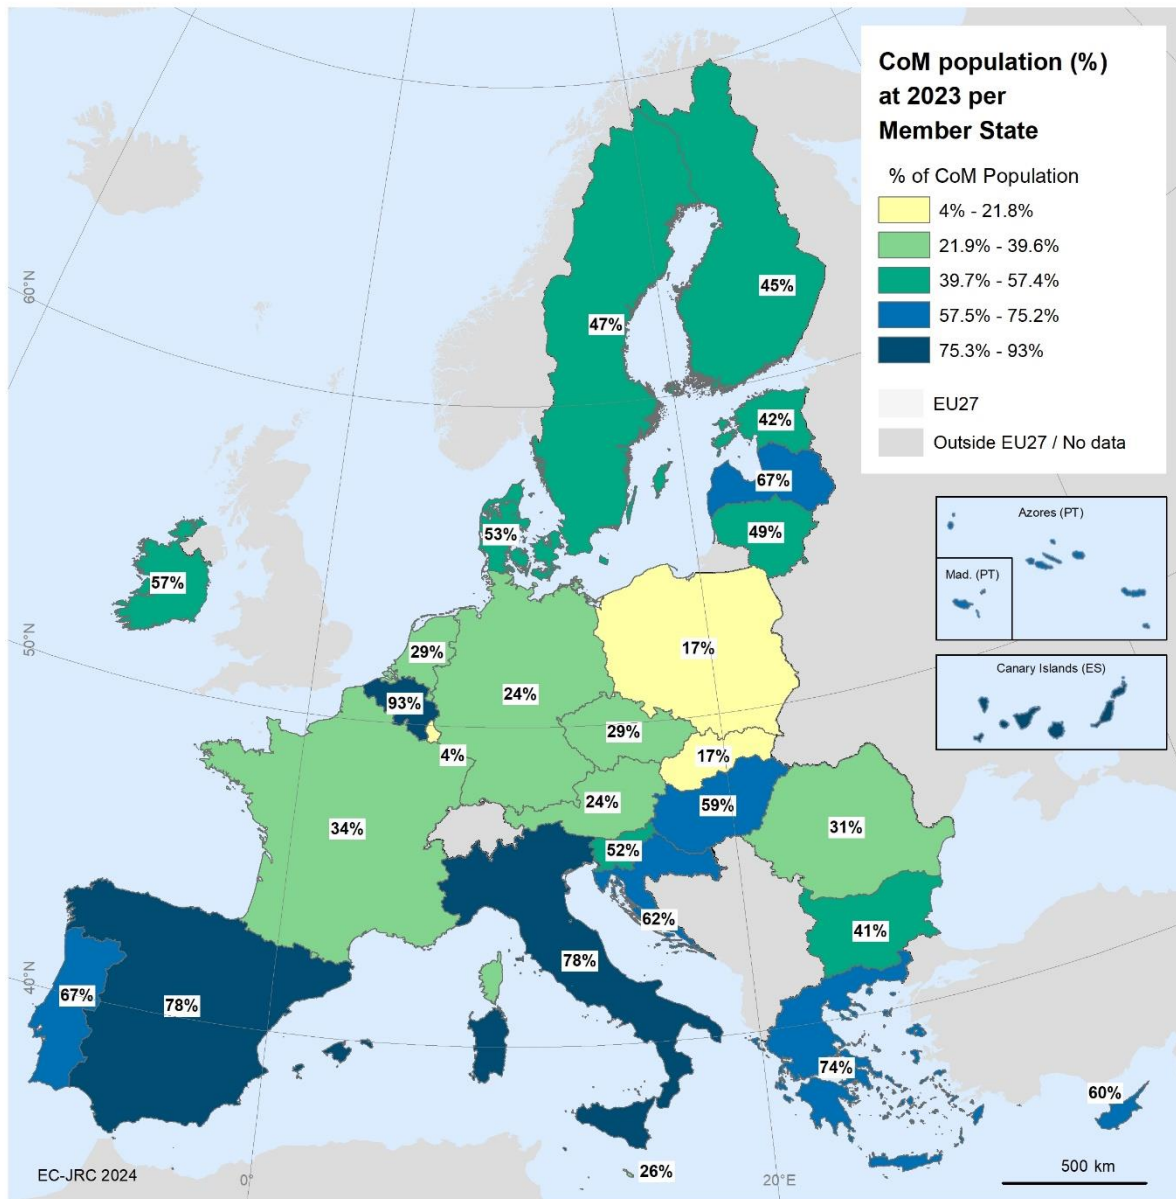 CoM population (%)
at 2023 per
Member State
% of CoM Population
4% - 21.8%
21.9% - 39.6%
39.7% - 57.4%
57.5% - 75.2%
75.3% - 93%
EU27
Outside EU27 / No data
60°N
50°N
40°N
45%
47%
42%
67%
49%
53%
57%
29%
93%
4%
24%
17%
29%
17%
24%
59%
34%
31%
52%
62%
41%
78%
67%
78%
74%
60%
26%
Azores (PT)
Mad. (PT)
Canary Islands (ES)
EC-JRC 2024
0°
20°E
500 km